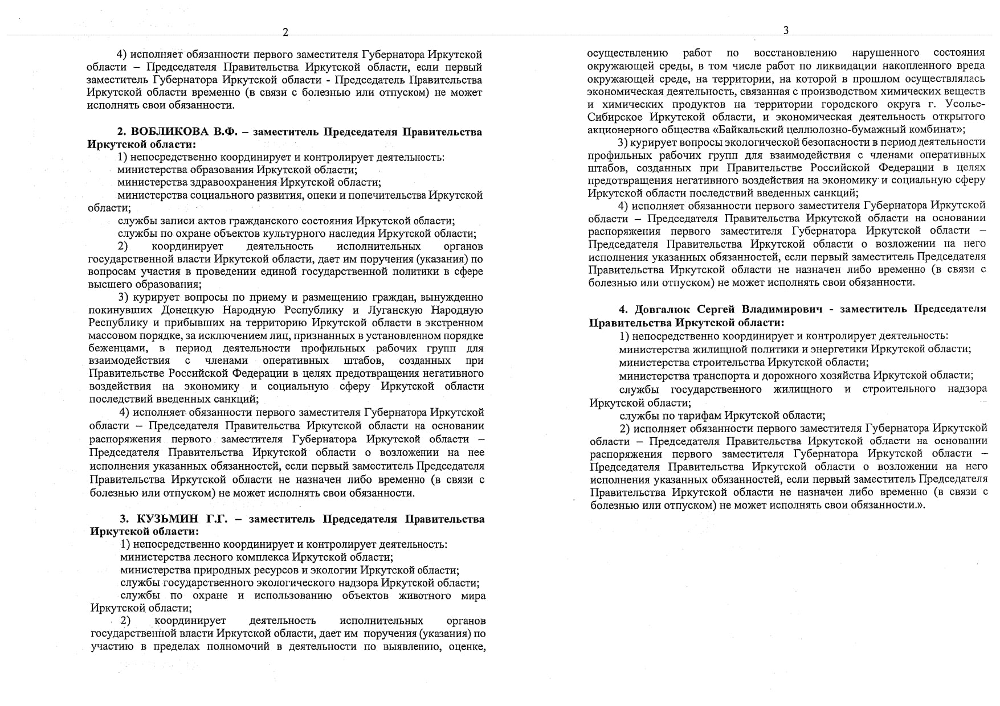 2
4) исполняет обязанности первого заместителя Губернатора Иркутской
области – Председателя Правительства Иркутской области, если первый
заместитель Губернатора Иркутской области - Председатель Правительства
Иркутской области временно (в связи с болезнью или отпуском) не может
исполнять свои обязанности.
2. ВОБЛИКОВА В.Ф. – заместитель Председателя Правительства
Иркутской области:
1) непосредственно координирует и контролирует деятельность:
министерства образования Иркутской области;
министерства здравоохранения Иркутской области;
министерства социального развития, опеки и попечительства Иркутской
области;
службы записи актов гражданского состояния Иркутской области;
службы по охране объектов культурного наследия Иркутской области;
2) координирует деятельность исполнительных органов
государственной власти Иркутской области, дает им поручения (указания) по
вопросам участия в проведении единой государственной политики в сфере
высшего образования;
3) курирует вопросы по приему и размещению граждан, вынужденно
покинувших Донецкую Народную Республику и Луганскую Народную
Республику и прибывших на территорию Иркутской области в экстренном
массовом порядке, за исключением лиц, признанных в установленном порядке
беженцами, в период деятельности профильных рабочих групп для
взаимодействия с членами оперативных штабов, созданных при
Правительстве Российской Федерации в целях предотвращения негативного
воздействия на экономику и социальную сферу Иркутской области
последствий введенных санкций;
4) исполняет обязанности первого заместителя Губернатора Иркутской
области – Председателя Правительства Иркутской области на основании
распоряжения первого заместителя Губернатора Иркутской области –
Председателя Правительства Иркутской области о возложении на нее
исполнения указанных обязанностей, если первый заместитель Председателя
Правительства Иркутской области не назначен либо временно (в связи с
болезнью или отпуском) не может исполнять свои обязанности.
3. КУЗЬМИН Г.Г. – заместитель Председателя Правительства
Иркутской области:
1) непосредственно координирует и контролирует деятельность:
министерства лесного комплекса Иркутской области;
министерства природных ресурсов и экологии Иркутской области;
службы государственного экологического надзора Иркутской области;
службы по охране и использованию объектов животного мира
Иркутской области;
2) координирует деятельность исполнительных органов
государственной власти Иркутской области, дает им поручения (указания) по
участию в пределах полномочий в деятельности по выявлению, оценке,
3
осуществлению работ по восстановлению нарушенного состояния
окружающей среды, в том числе работ по ликвидации накопленного вреда
окружающей среде, на территории, на которой в прошлом осуществлялась
экономическая деятельность, связанная с производством химических веществ
и химических продуктов на территории городского округа г. Усолье-
Сибирское Иркутской области, и экономическая деятельность открытого
акционерного общества «Байкальский целлюлозно-бумажный комбинат»;
3) курирует вопросы экологической безопасности в период деятельности
профильных рабочих групп для взаимодействия с членами оперативных
штабов, созданных при Правительстве Российской Федерации в целях
предотвращения негативного воздействия на экономику и социальную сферу
Иркутской области последствий введенных санкций;
4) исполняет обязанности первого заместителя Губернатора Иркутской
области – Председателя Правительства Иркутской области на основании
распоряжения первого заместителя Губернатора Иркутской области –
Председателя Правительства Иркутской области о возложении на него
исполнения указанных обязанностей, если первый заместитель Председателя
Правительства Иркутской области не назначен либо временно (в связи с
болезнью или отпуском) не может исполнять свои обязанности.
4. Довгалюк Сергей Владимирович - заместитель Председателя
Правительства Иркутской области:
1) непосредственно координирует и контролирует деятельность:
министерства жилищной политики и энергетики Иркутской области;
министерства строительства Иркутской области;
министерства транспорта и дорожного хозяйства Иркутской области;
службы государственного жилищного и строительного надзора
Иркутской области;
службы по тарифам Иркутской области;
2) исполняет обязанности первого заместителя Губернатора Иркутской
области – Председателя Правительства Иркутской области на основании
распоряжения первого заместителя Губернатора Иркутской области –
Председателя Правительства Иркутской области о возложении на него
исполнения указанных обязанностей, если первый заместитель Председателя
Правительства Иркутской области не назначен либо временно (в связи с
болезнью или отпуском) не может исполнять свои обязанности.».